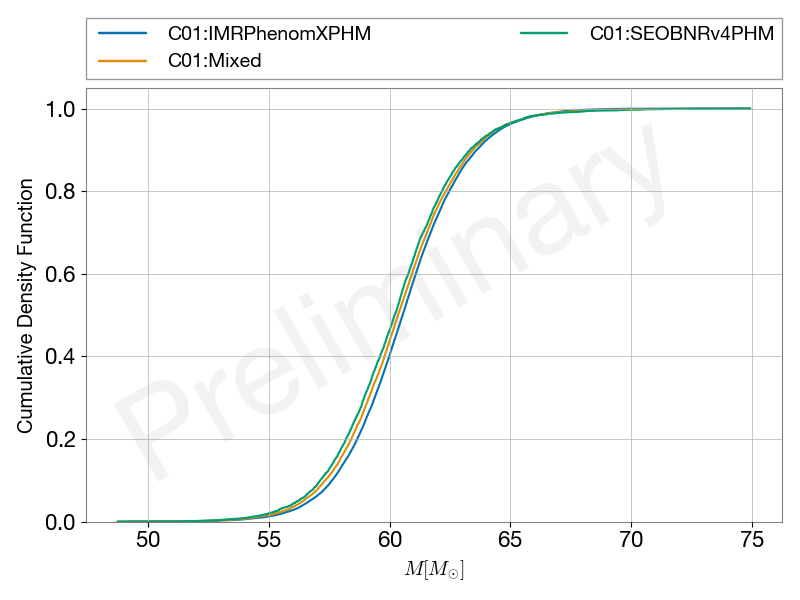 C01:IMRPhenomXPHM
C01:Mixed
C01:SEOBNRv4PHM
1.0
0.8
0.6
0.4
0.2
0.0
Cumulative Density Function
Preliminary
50 55 60 65 70 75
M[M⊙]